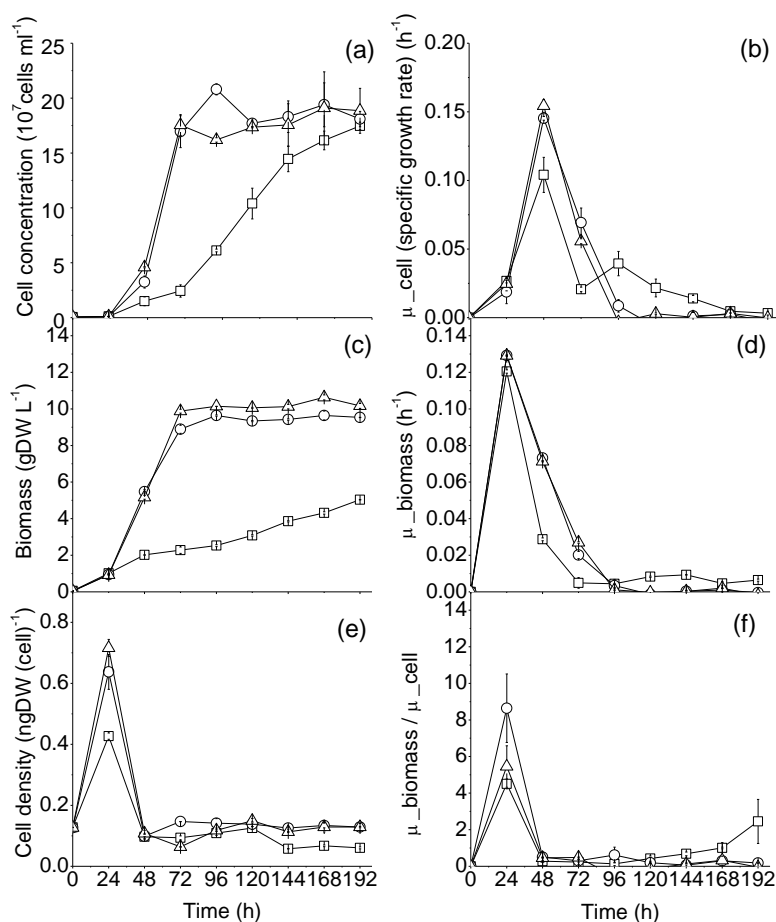 (a)
25
20
15
10
5
0
Cell concentration (10^7cells ml^-1)
(b)
0.20
0.15
0.10
0.05
0.00
μ_cell (specific growth rate) (h^-1)
(c)
14
12
10
8
6
4
2
0
Biomass (gDW L^-1)
(d)
0.14
0.12
0.10
0.08
0.06
0.04
0.02
0.00
μ_biomass (h^-1)
(e)
0.8
0.6
0.4
0.2
0.0
Cell density (ngDW (cell)^-1)
0 24 48 72 96 120 144 168 192
Time (h)
(f)
14
12
10
8
6
4
2
0
μ_biomass / μ_cell
0 24 48 72 96 120 144 168 192
Time (h)